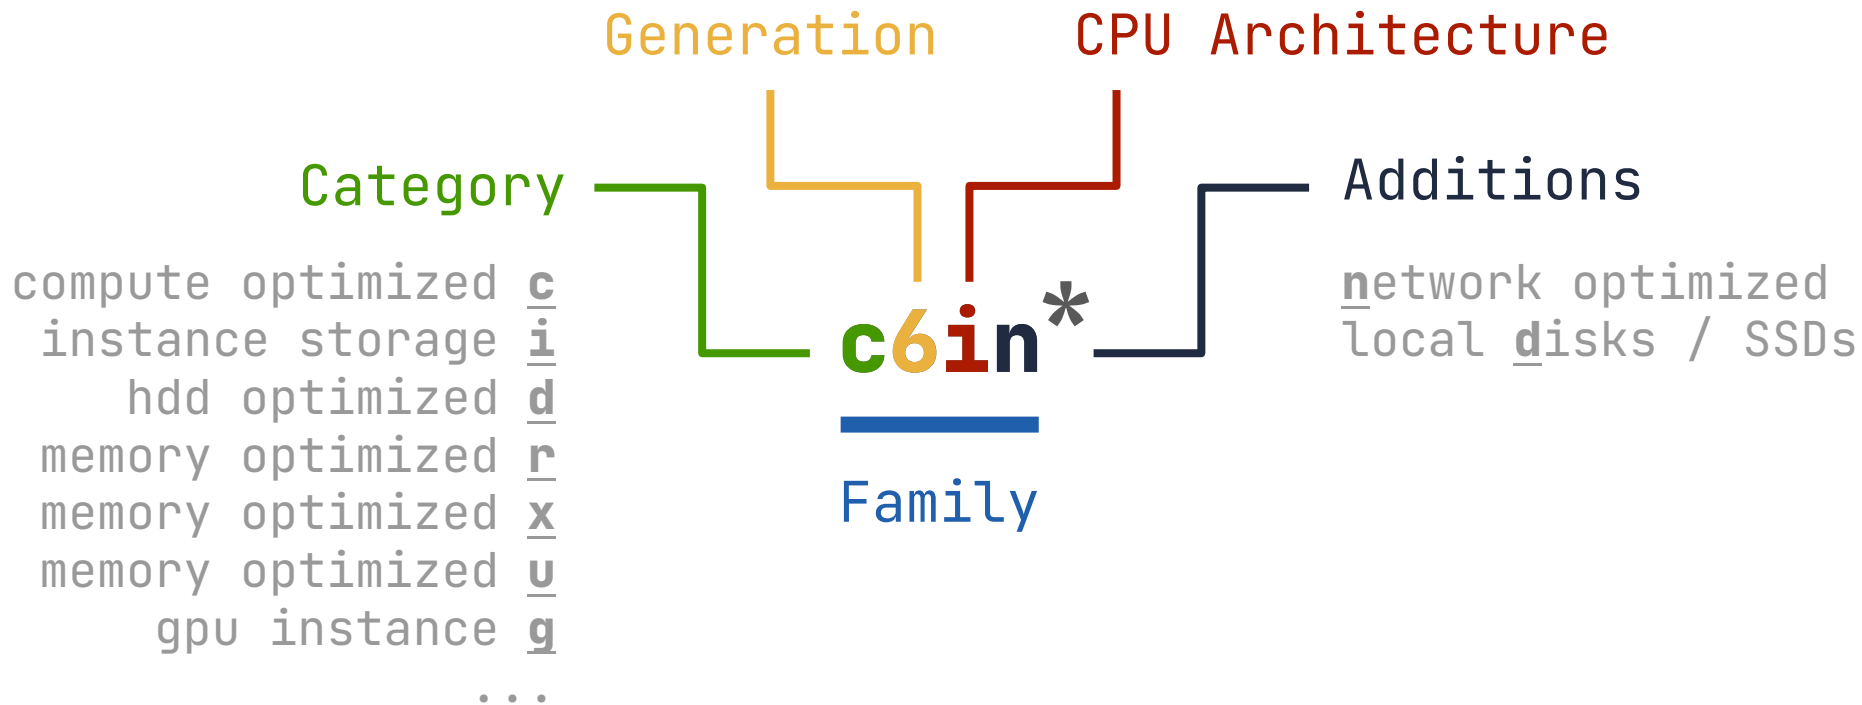 Generation
CPU Architecture
Category
Additions
compute optimized c
instance storage i
hdd optimized d
memory optimized r
memory optimized x
memory optimized u
gpu instance g
...
c6in*
Family
network optimized
local disks / SSDs